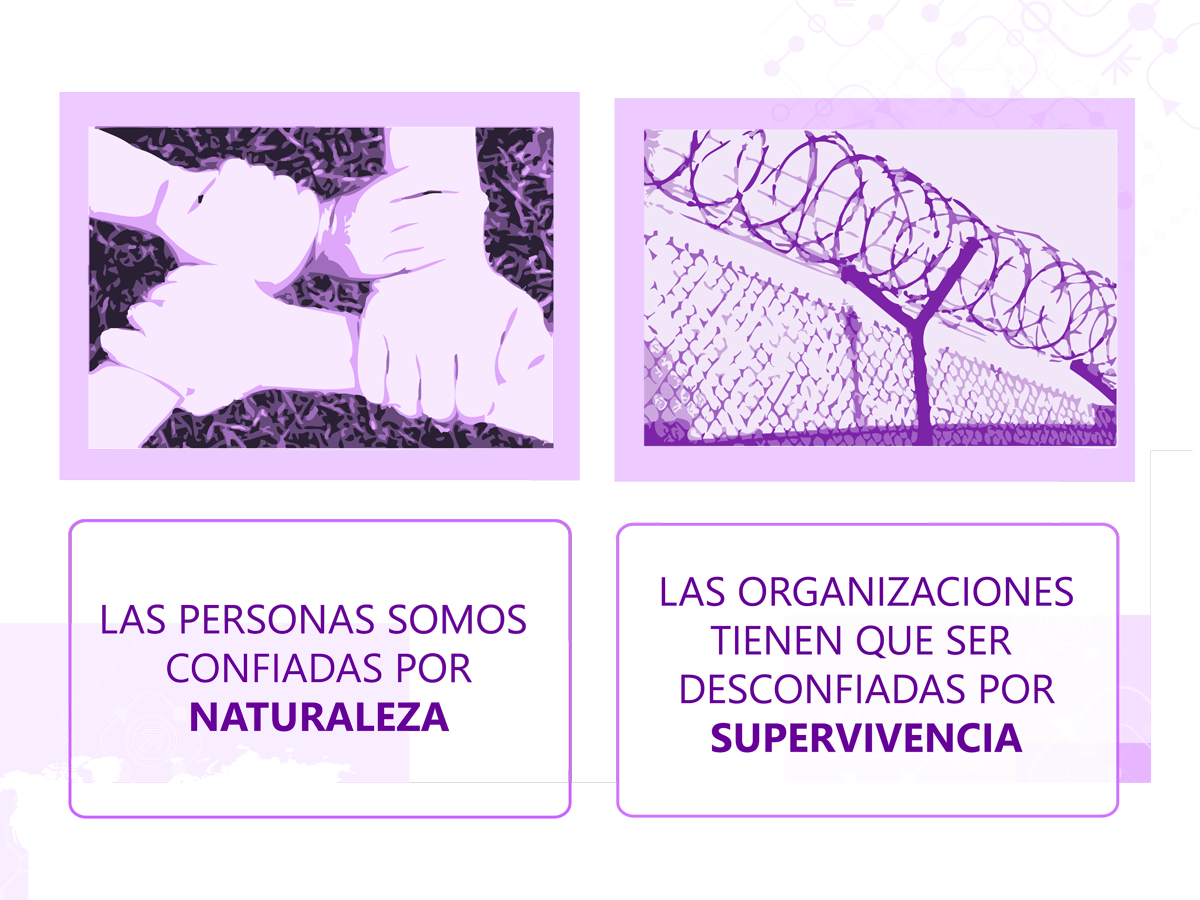 LAS PERSONAS SOMOS
CONFIADAS POR
NATURALEZA
LAS ORGANIZACIONES
TIENEN QUE SER
DESCONFIADAS POR
SUPERVIVENCIA